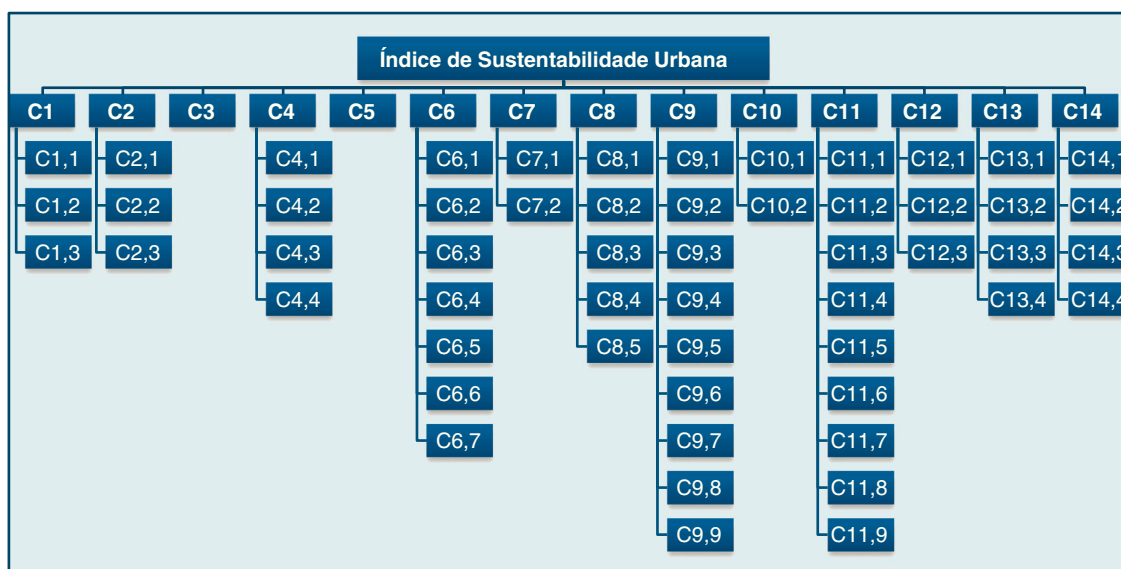 Índice de Sustentabilidade Urbana
C1 C2 C3 C4 C5 C6 C7 C8 C9 C10 C11 C12 C13 C14
C1,1 C2,1 C4,1 C6,1 C7,1 C8,1 C9,1 C10,1 C11,1 C12,1 C13,1 C14,1
C1,2 C2,2 C4,2 C6,2 C7,2 C8,2 C9,2 C10,2 C11,2 C12,2 C13,2 C14,2
C1,3 C2,3 C4,3 C6,3 C8,3 C9,3 C11,3 C12,3 C13,3 C14,3
C4,4 C6,4 C8,4 C9,4 C11,4 C13,4 C14,4
C6,5 C8,5 C9,5 C11,5
C6,6 C9,6 C11,6
C6,7 C9,7 C11,7
C9,8 C11,8
C9,9 C11,9